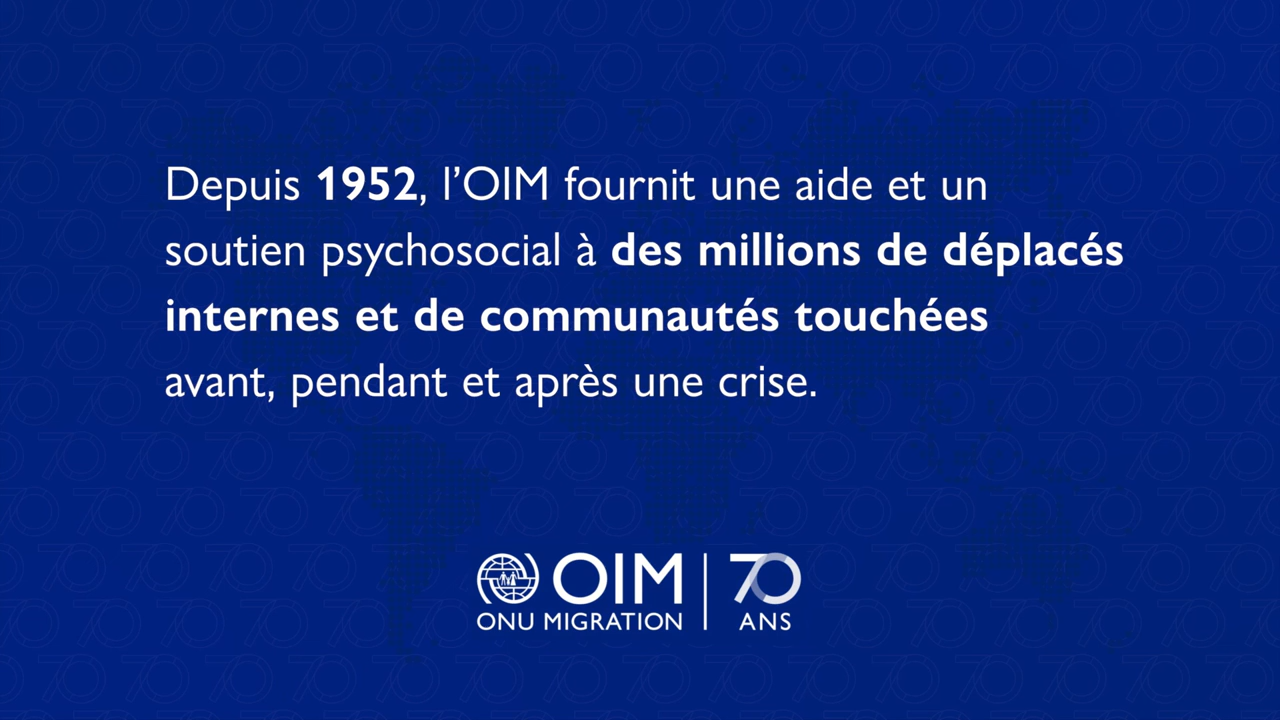 Depuis 1952, l’OIM fournit une aide et un
soutien psychosocial à des millions de déplacés
internes et de communautés touchées
avant, pendant et après une crise.
OIM
ONU MIGRATION
70
ANS